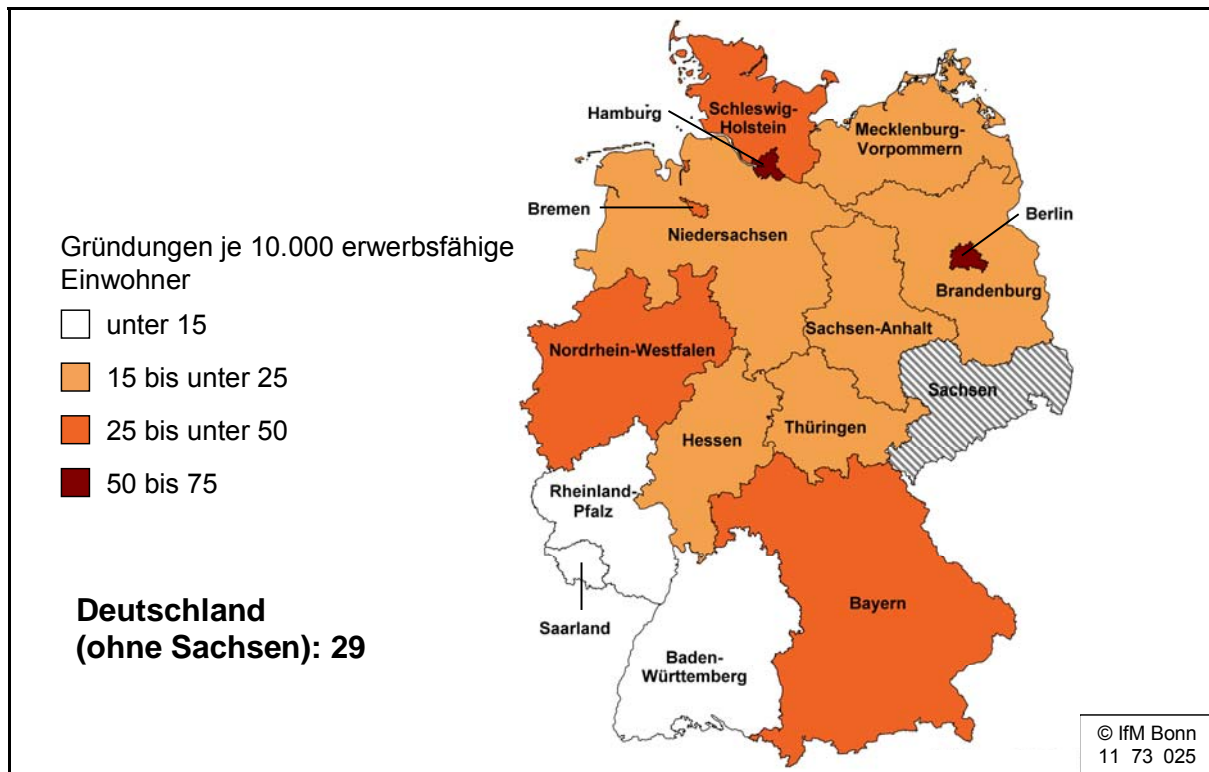 Gründungen je 10.000 erwerbsfähige
Einwohner
unter 15
15 bis unter 25
25 bis unter 50
50 bis 75
Deutschland
(ohne Sachsen): 29
Hamburg
Schleswig-
Holstein
Mecklenburg-
Vorpommern
Bremen
Niedersachsen
Berlin
Brandenburg
Sachsen-Anhalt
Nordrhein-Westfalen
Sachsen
Hessen
Thüringen
Rheinland-
Pfalz
Saarland
Bayern
Baden-
Württemberg
© IfM Bonn
11 73 025